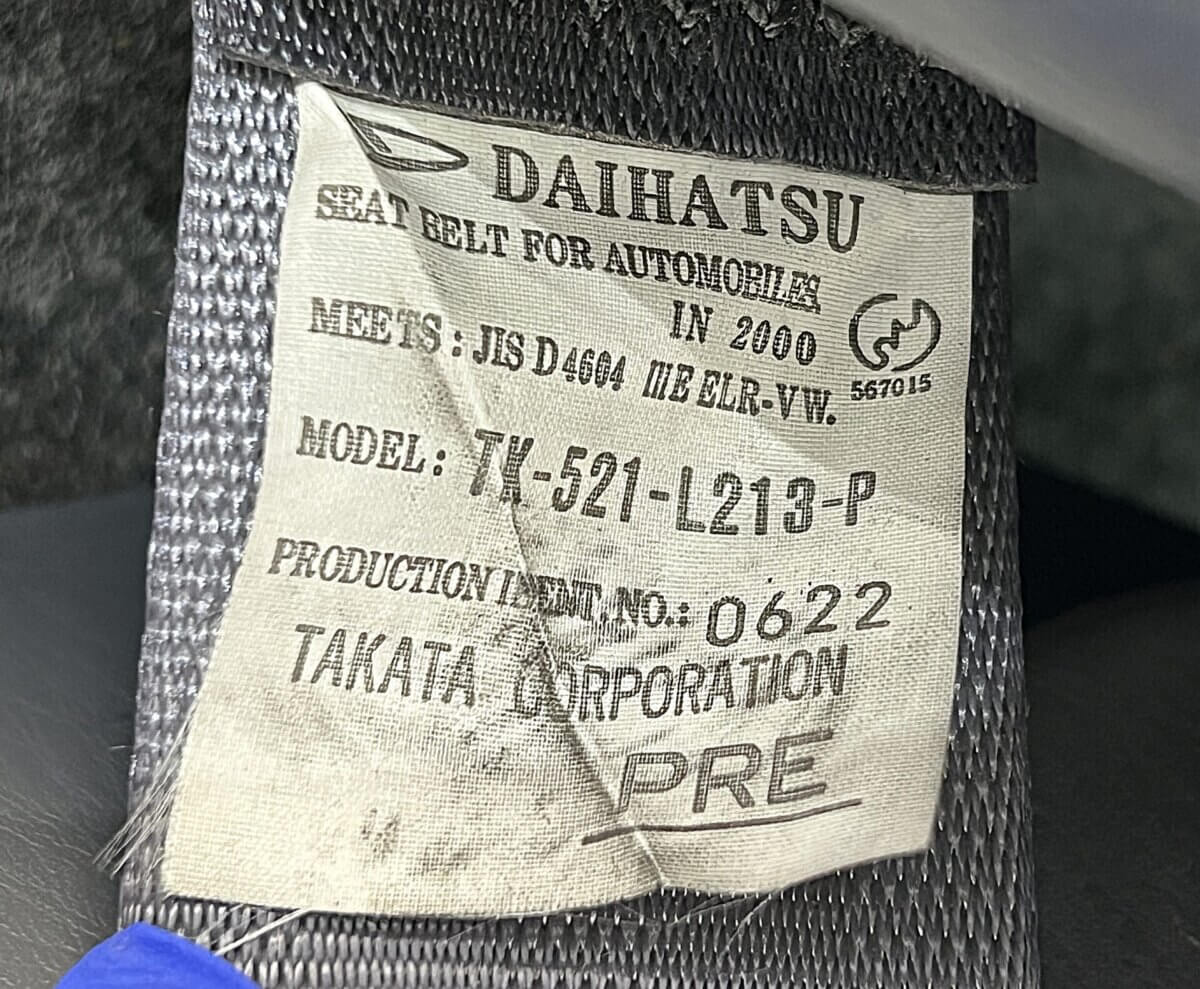 DAIHATSU
SEAT BELT FOR AUTOMOBILES
IN 2000
567015
MEETS : JIS D 4604 IIIE ELR-VW.
MODEL : TK-521-L213-P
PRODUCTION IDENT. NO.: 0622
TAKATA CORPORATION
PRE